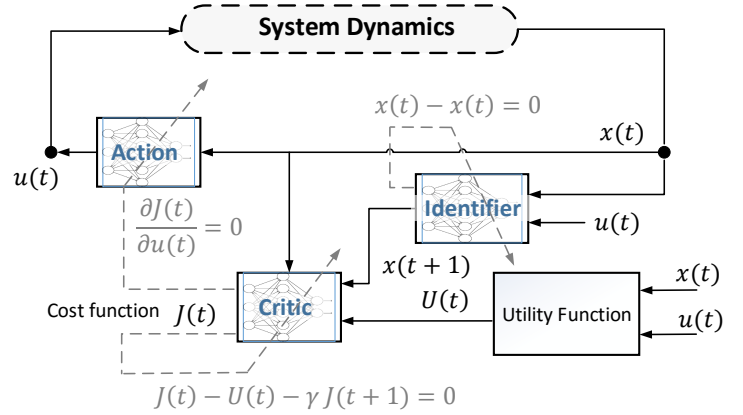 System Dynamics
x(t) − x(t) = 0
x(t)
Action
u(t)
Identifier
u(t)
∂J(t)/∂u(t) = 0
x(t + 1)
x(t)
U(t)
Critic
Utility Function
Cost function J(t)
u(t)
J(t) − U(t) − γ J(t + 1) = 0